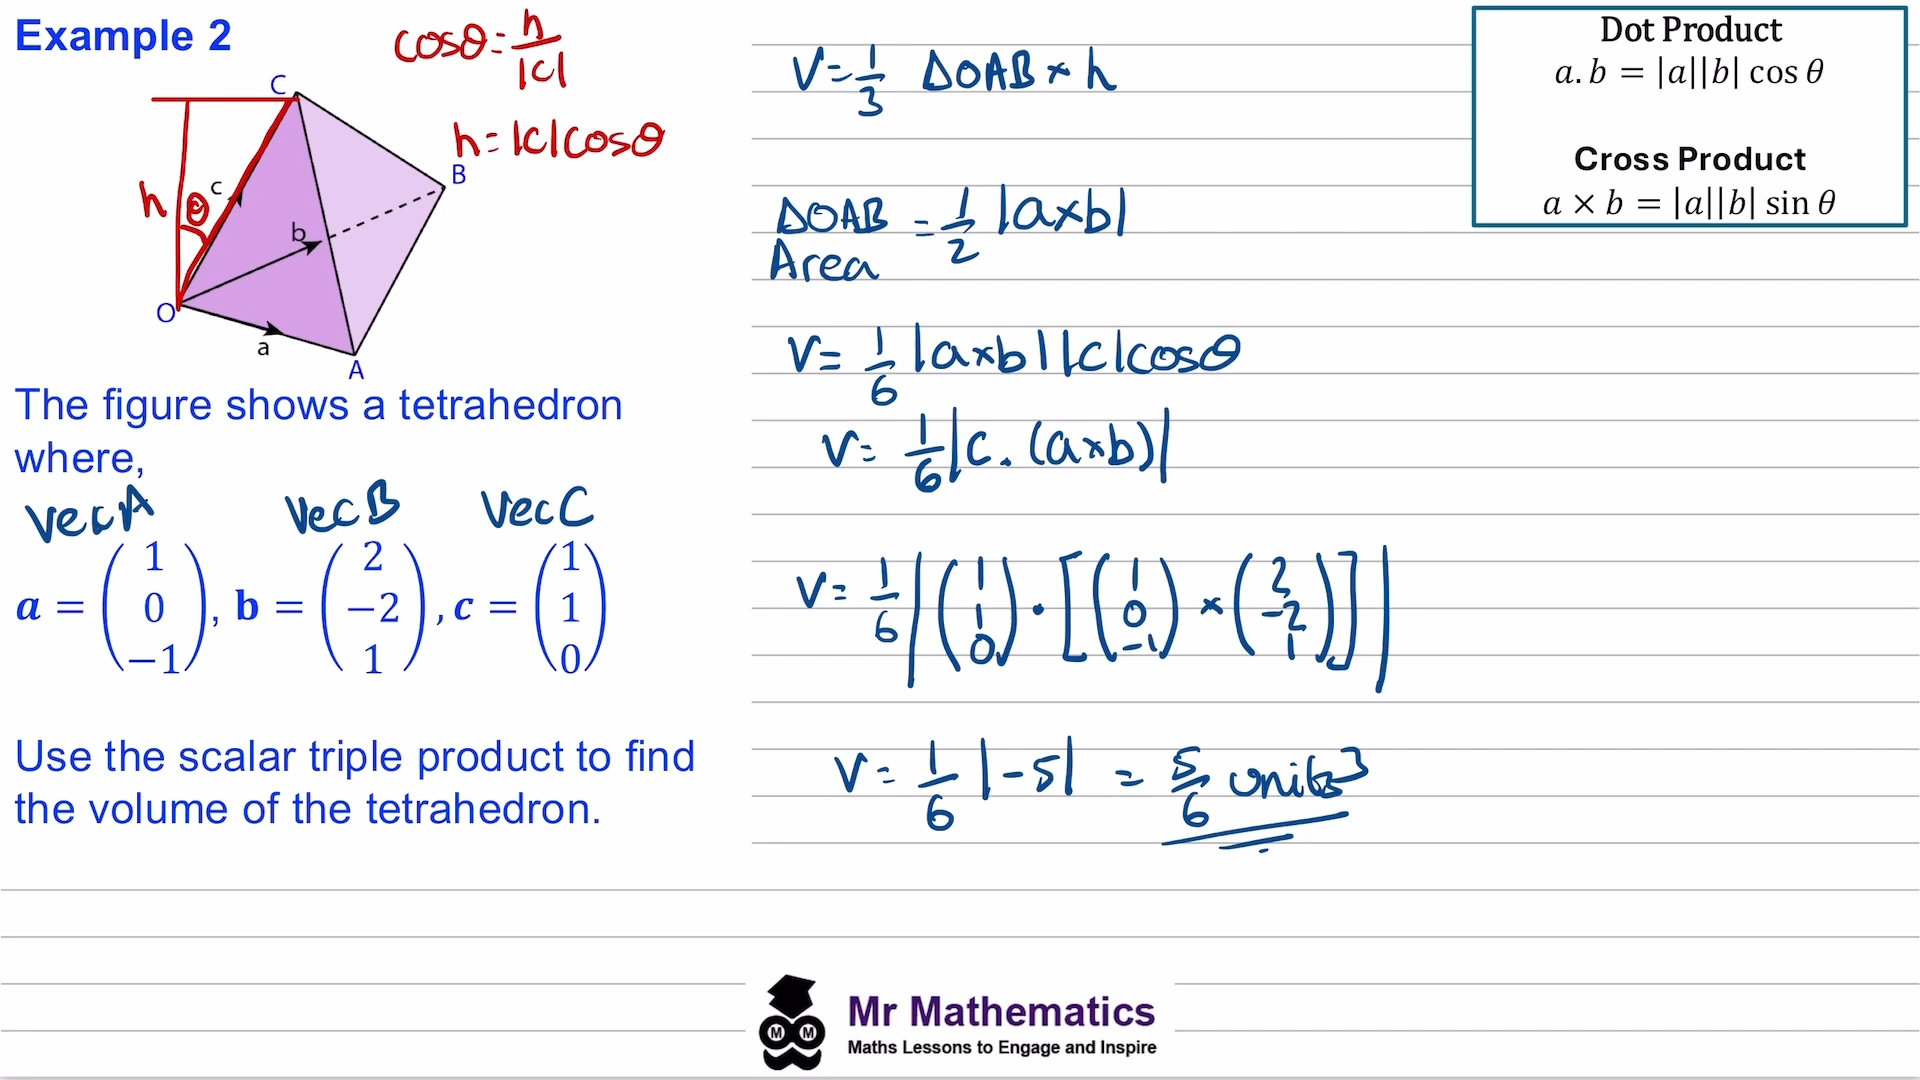 Example 2
cosθ = h/|c|
h = |c|cosθ
C
B
c
h
θ
b
O
a
A
The figure shows a tetrahedron
where,
Vec A Vec B Vec C
a = (1 0 −1), b = (2 −2 1), c = (1 1 0)
Use the scalar triple product to find
the volume of the tetrahedron.
V = 1/3 ΔOAB × h
ΔOAB = 1/2 |a×b|
Area
V = 1/6 |a×b||c|cosθ
V = 1/6 |c.(a×b)|
V = 1/6 |(1 1 0) · [(1 0 -1) × (2 -2 1)]|
V = 1/6 |-5| = 5/6 units³
Dot Product
a.b = |a||b| cos θ
Cross Product
a × b = |a||b| sin θ
M M
Mr Mathematics
Maths Lessons to Engage and Inspire